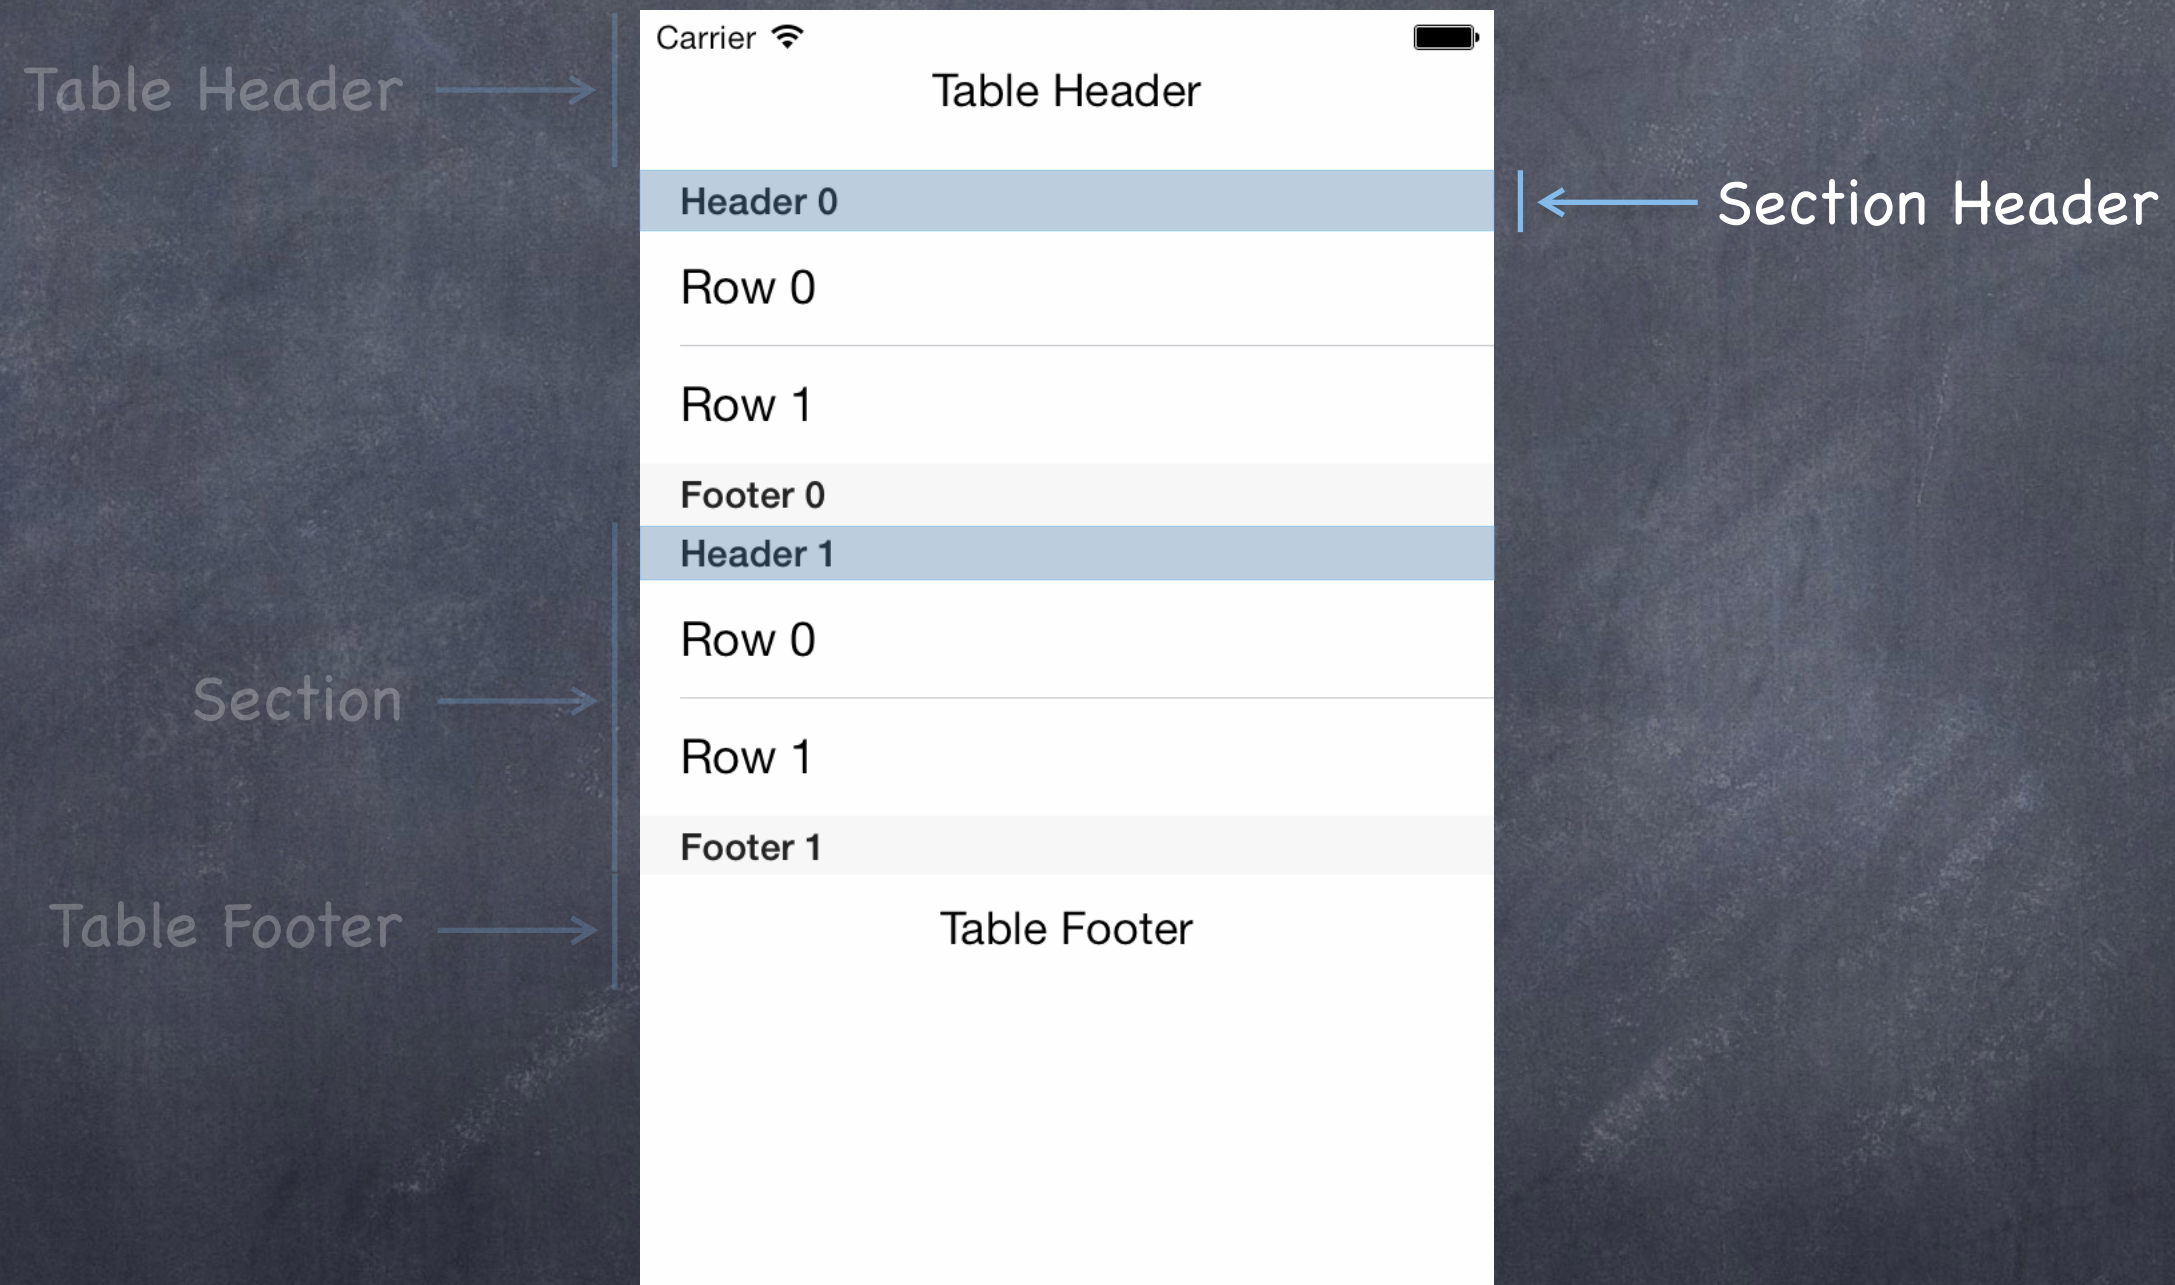 Carrier
Table Header
Table Header
Header 0
Section Header
Row 0
Row 1
Footer 0
Header 1
Row 0
Section
Row 1
Footer 1
Table Footer
Table Footer